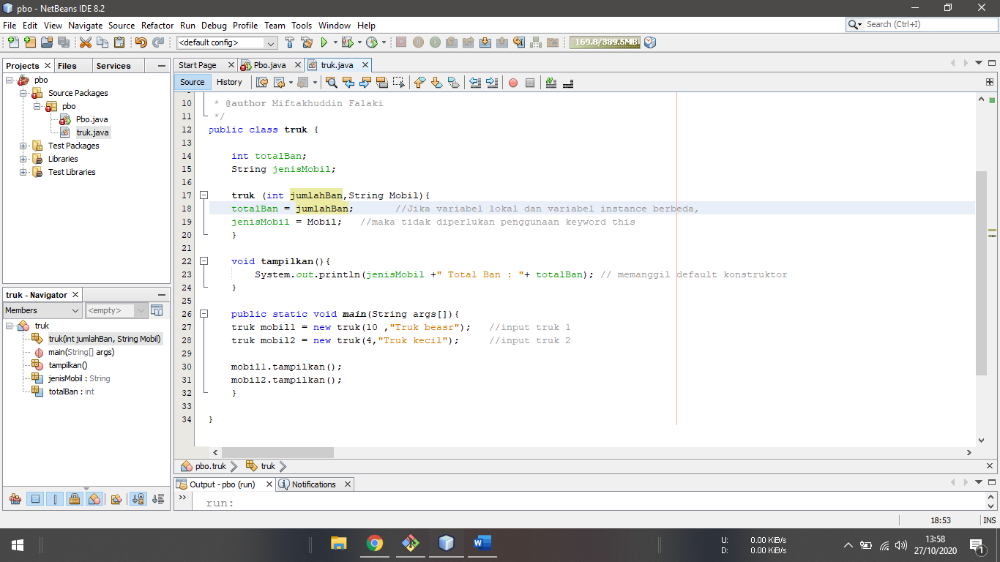 pbo - NetBeans IDE 8.2
File Edit View Navigate Source Refactor Run Debug Profile Team Tools Window Help
Search (Ctrl+I)
<default config>
169.8/389.5MB
Projects Files Services
pbo
Source Packages
pbo
Pbo.java
truk.java
Test Packages
Libraries
Test Libraries
truk - Navigator
Members
<empty>
truk
truk(int jumlahBan, String Mobil)
main(String[] args)
tampilkan()
jenisMobil : String
totalBan : int
Start Page Pbo.java truk.java
Source History
10 * @author Miftakhuddin Falaki
11 */
12 public class truk {
13
14 int totalBan;
15 String jenisMobil;
16
17 truk (int jumlahBan,String Mobil){
18 totalBan = jumlahBan; //Jika variabel lokal dan variabel instance berbeda,
19 jenisMobil = Mobil; //maka tidak diperlukan penggunaan keyword this
20 }
21
22 void tampilkan(){
23 System.out.println(jenisMobil +" Total Ban : "+ totalBan); // memanggil default konstruktor
24 }
25
26 public static void main(String args[]){
27 truk mobil1 = new truk(10 ,"Truk beasr"); //input truk 1
28 truk mobil2 = new truk(4,"Truk kecil"); //input truk 2
29
30 mobil1.tampilkan();
31 mobil2.tampilkan();
32 }
33
34 }
pbo.truk truk
Output - pbo (run) Notifications
run:
18:53 INS
U: 0.00 KiB/s
D: 0.00 KiB/s
13:58
27/10/2020
1